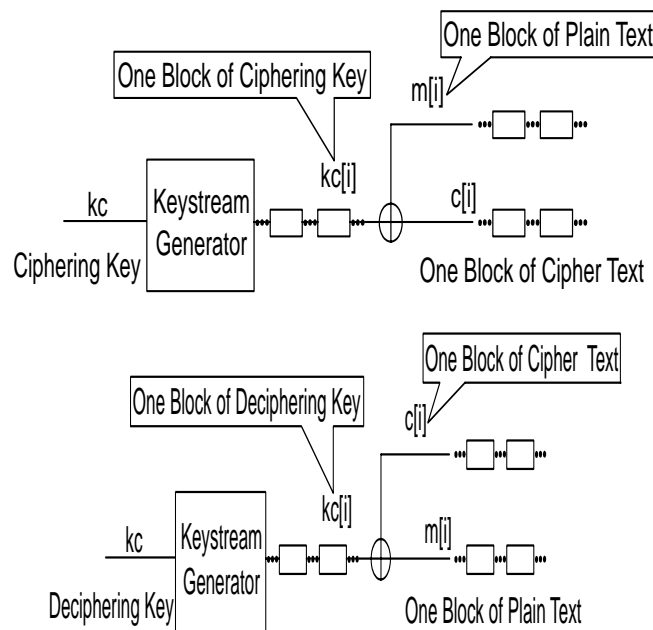 One Block of Plain Text
One Block of Ciphering Key
m[i]
kc[i]
kc
Keystream
Generator
c[i]
Ciphering Key
One Block of Cipher Text
One Block of Cipher Text
One Block of Deciphering Key
c[i]
kc[i]
kc
Keystream
Generator
m[i]
Deciphering Key
One Block of Plain Text